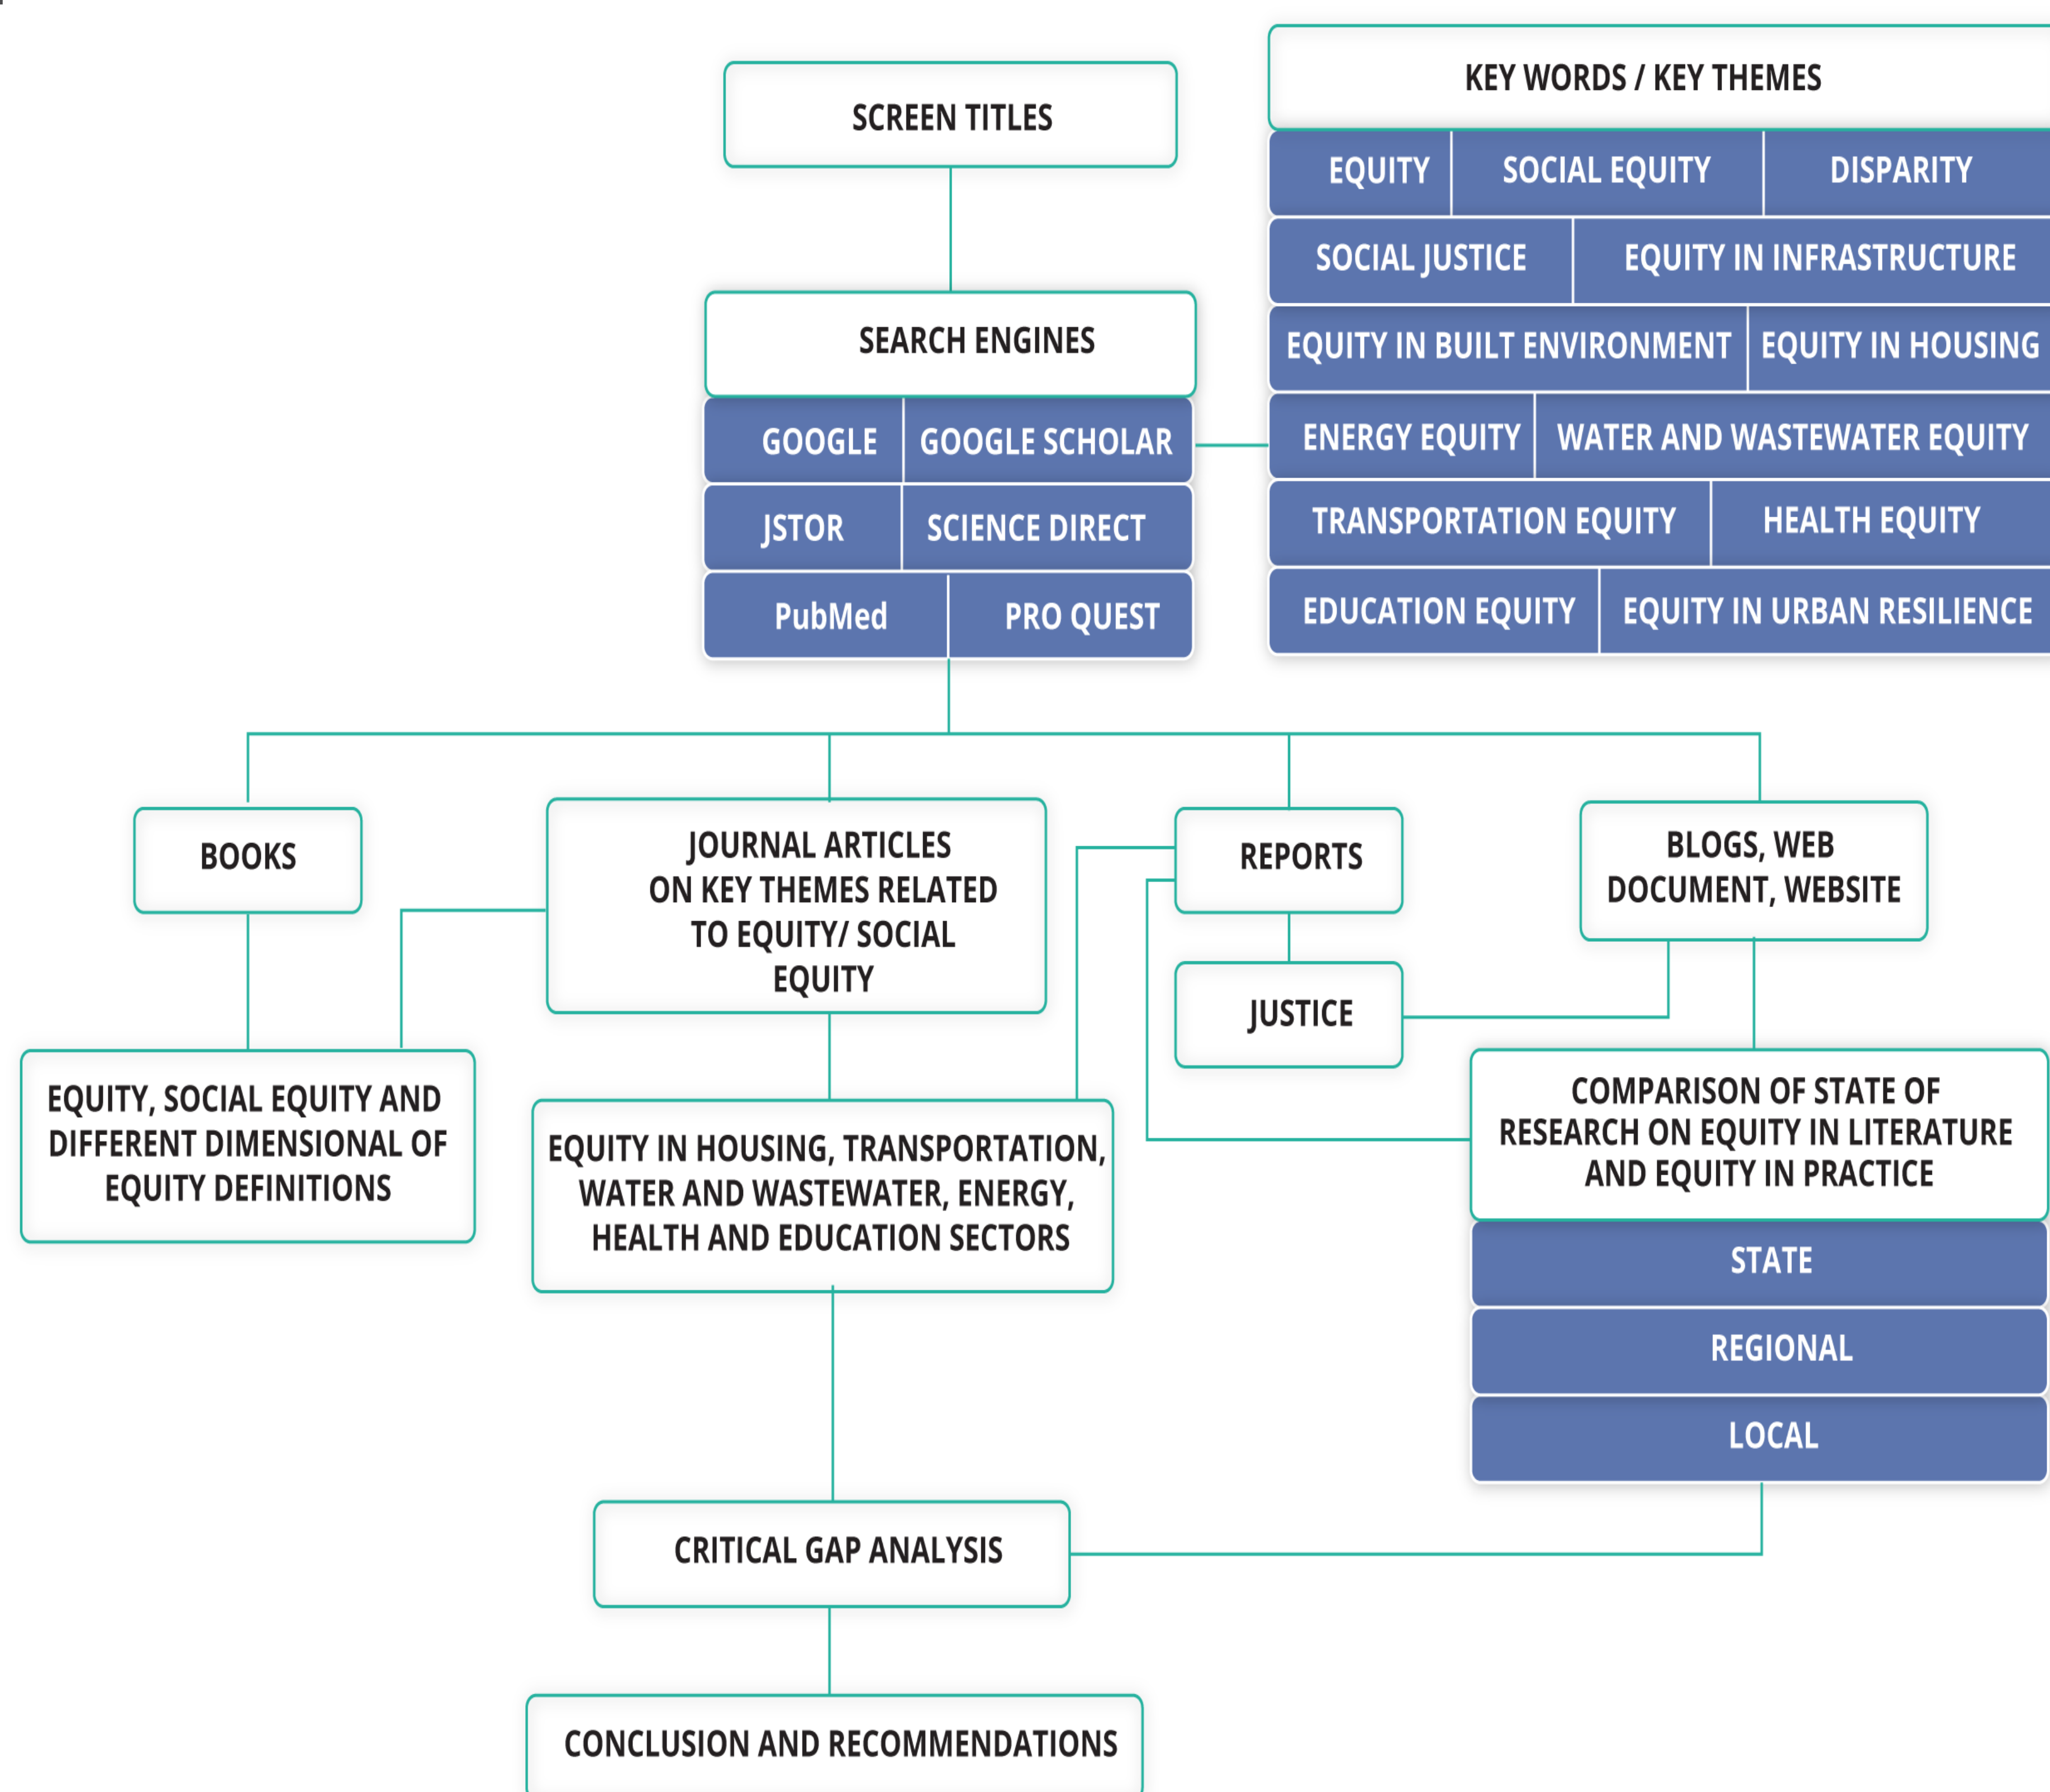 SCREEN TITLES
KEY WORDS / KEY THEMES
EQUITY
SOCIAL EQUITY
DISPARITY
SOCIAL JUSTICE
EQUITY IN INFRASTRUCTURE
EQUITY IN BUILT ENVIRONMENT
EQUITY IN HOUSING
ENERGY EQUITY
WATER AND WASTEWATER EQUITY
TRANSPORTATION EQUITY
HEALTH EQUITY
EDUCATION EQUITY
EQUITY IN URBAN RESILIENCE
SEARCH ENGINES
GOOGLE
GOOGLE SCHOLAR
JSTOR
SCIENCE DIRECT
PubMed
PRO QUEST
BOOKS
JOURNAL ARTICLES
ON KEY THEMES RELATED
TO EQUITY/ SOCIAL
EQUITY
REPORTS
BLOGS, WEB
DOCUMENT, WEBSITE
JUSTICE
EQUITY, SOCIAL EQUITY AND
DIFFERENT DIMENSIONAL OF
EQUITY DEFINITIONS
EQUITY IN HOUSING, TRANSPORTATION,
WATER AND WASTEWATER, ENERGY,
HEALTH AND EDUCATION SECTORS
COMPARISON OF STATE OF
RESEARCH ON EQUITY IN LITERATURE
AND EQUITY IN PRACTICE
STATE
REGIONAL
LOCAL
CRITICAL GAP ANALYSIS
CONCLUSION AND RECOMMENDATIONS